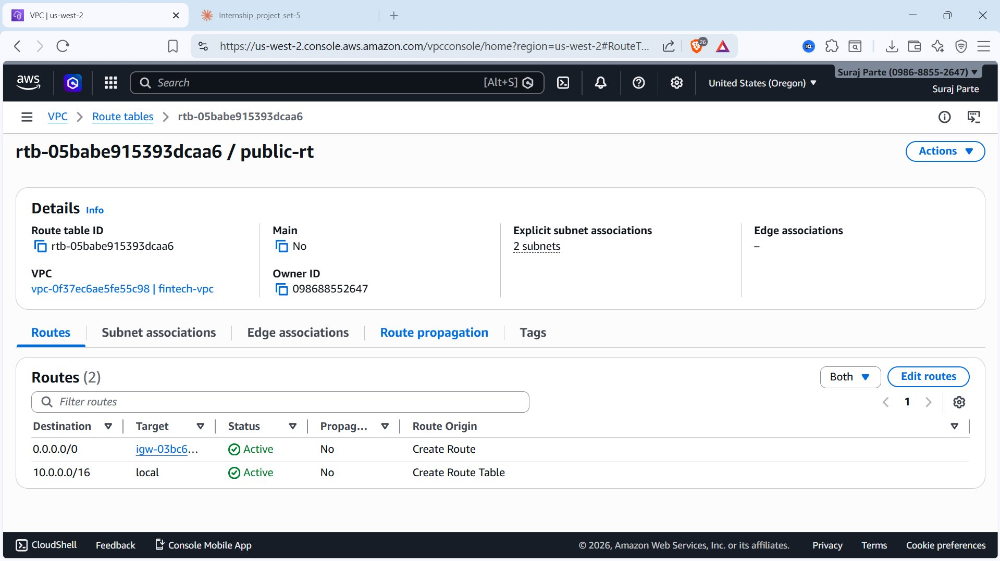 VPC | us-west-2
Internship_project_set-5
https://us-west-2.console.aws.amazon.com/vpcconsole/home?region=us-west-2#RouteT...
26
aws
Search
[Alt+S]
United States (Oregon)
Suraj Parte (0986-8855-2647)
Suraj Parte
VPC
Route tables
rtb-05babe915393dcaa6
rtb-05babe915393dcaa6 / public-rt
Actions
Details Info
Route table ID
rtb-05babe915393dcaa6
Main
No
Explicit subnet associations
2 subnets
Edge associations
–
VPC
vpc-0f37ec6ae5fe55c98 | fintech-vpc
Owner ID
098688552647
Routes
Subnet associations
Edge associations
Route propagation
Tags
Routes (2)
Both
Edit routes
Filter routes
1
Destination Target Status Propag... Route Origin
0.0.0.0/0 igw-03bc6... Active No Create Route
10.0.0.0/16 local Active No Create Route Table
CloudShell Feedback Console Mobile App © 2026, Amazon Web Services, Inc. or its affiliates. Privacy Terms Cookie preferences